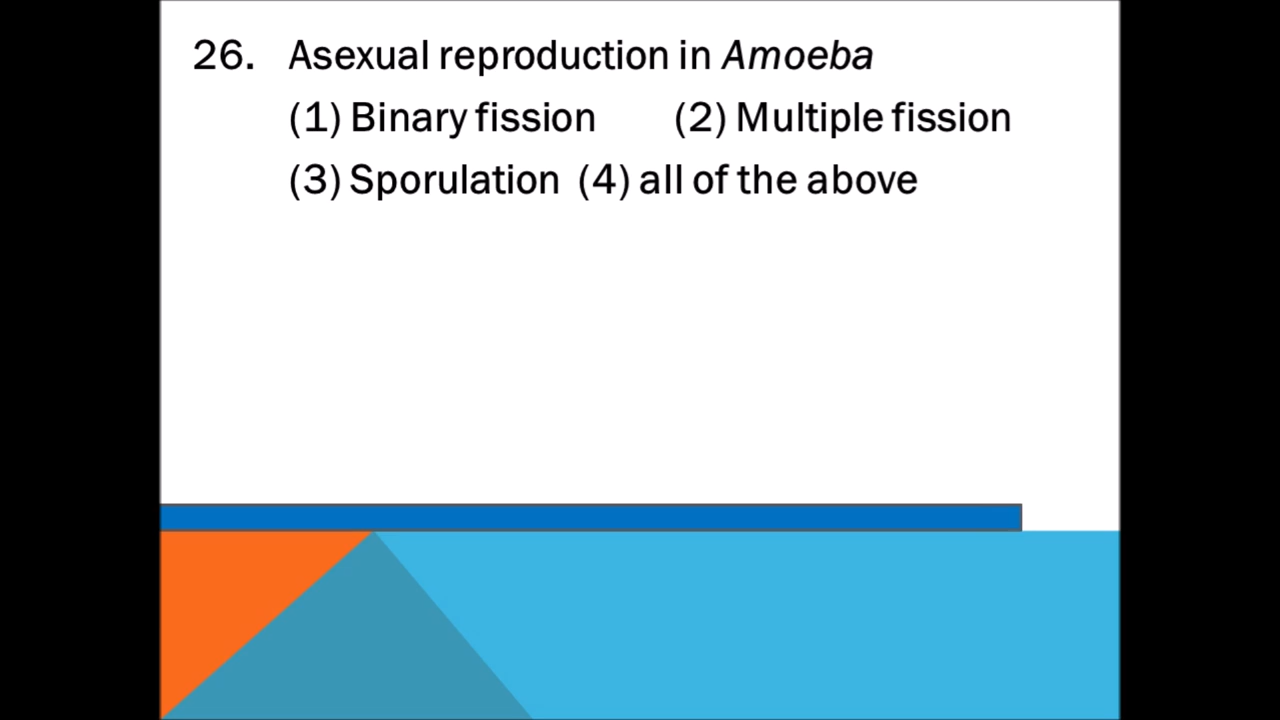 26. Asexual reproduction in Amoeba
(1) Binary fission (2) Multiple fission
(3) Sporulation (4) all of the above